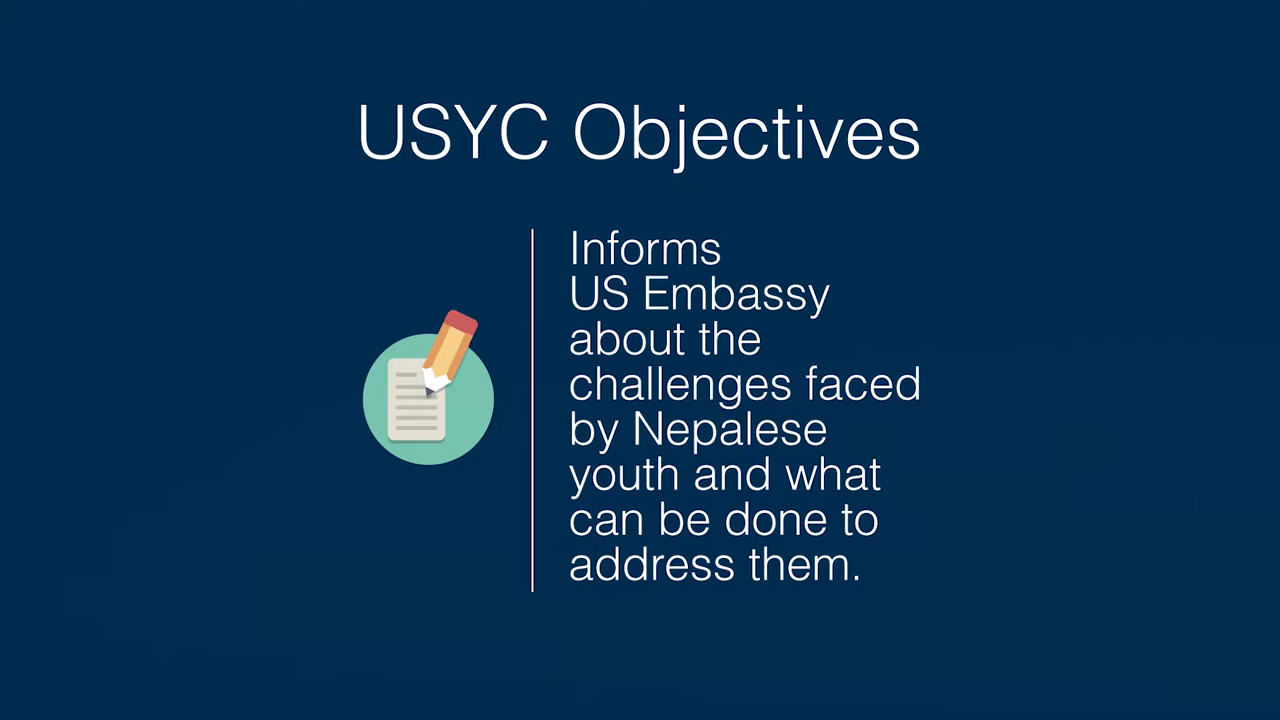 USYC Objectives
Informs
US Embassy
about the
challenges faced
by Nepalese
youth and what
can be done to
address them.